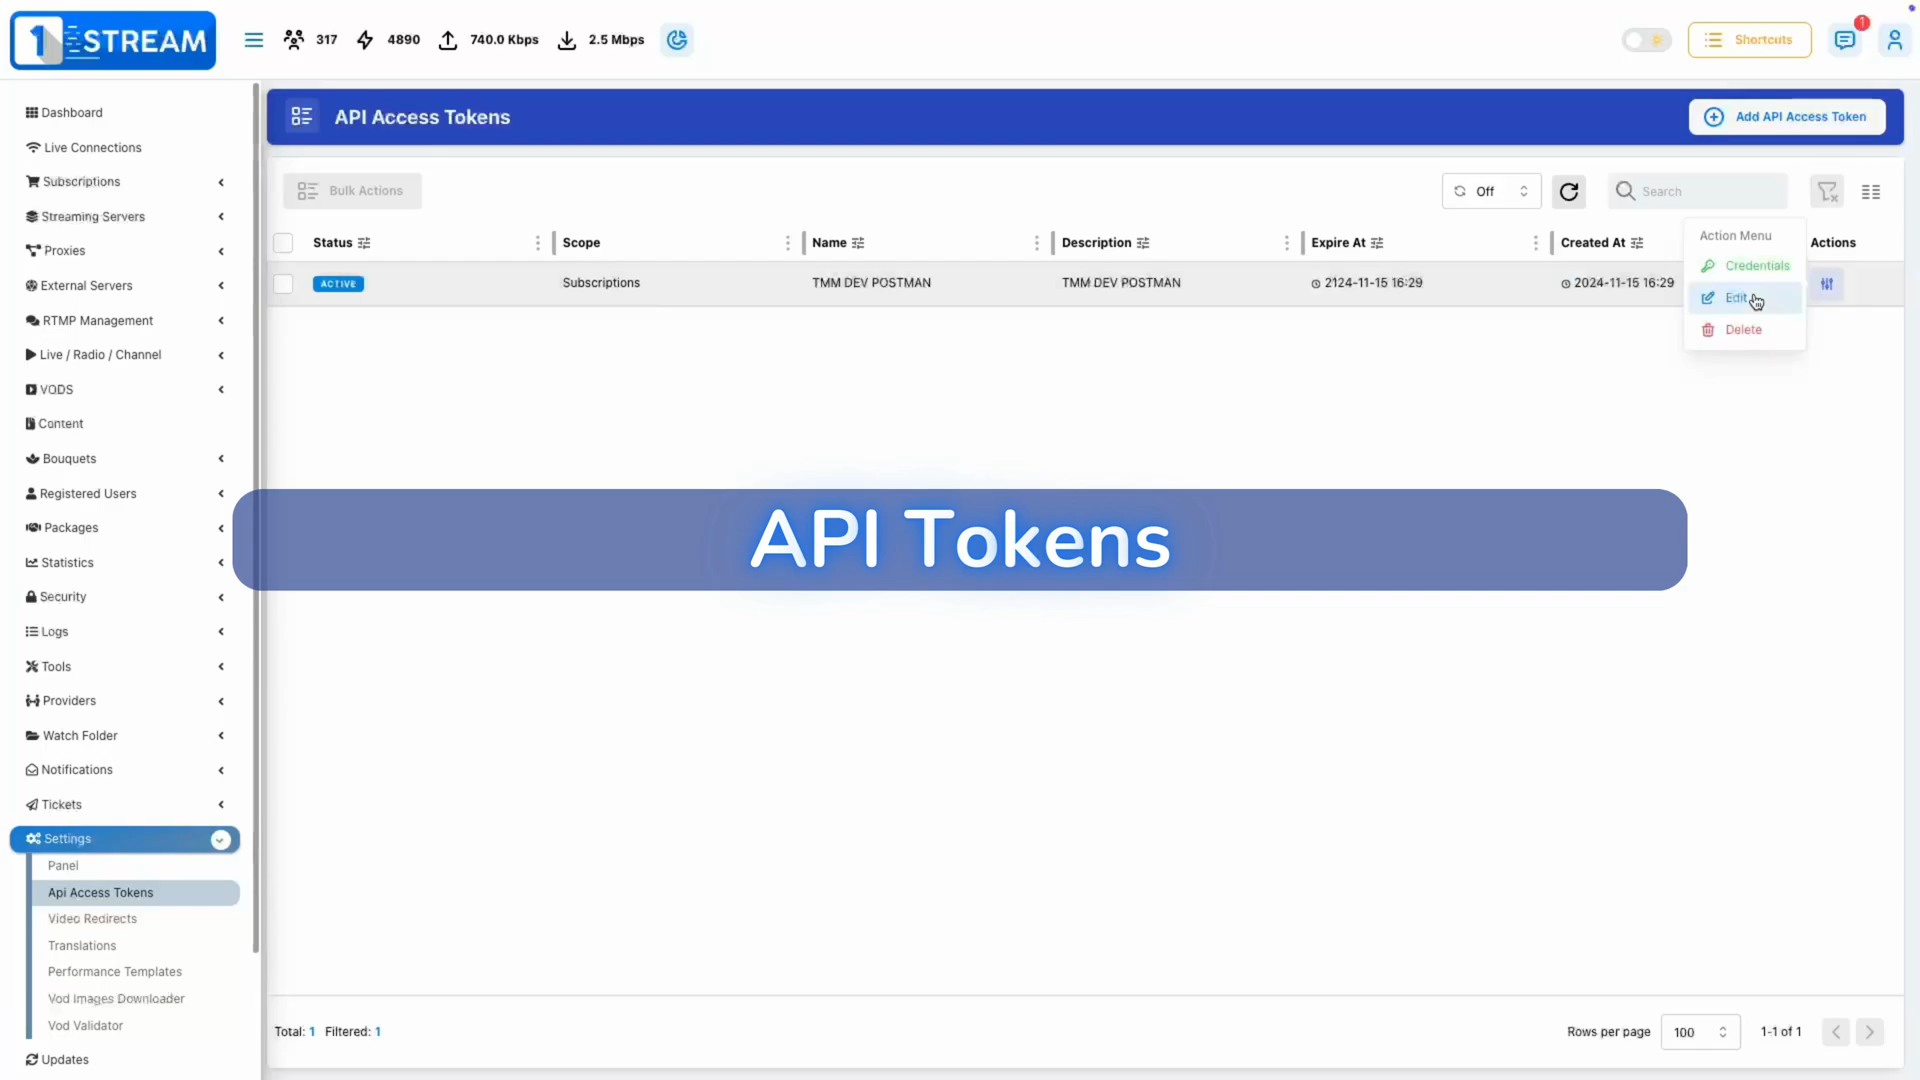 1 STREAM
317
4890
740.0 Kbps
2.5 Mbps
Shortcuts
1
Dashboard
Live Connections
Subscriptions
Streaming Servers
Proxies
External Servers
RTMP Management
Live / Radio / Channel
VODS
Content
Bouquets
Registered Users
Packages
Statistics
Security
Logs
Tools
Providers
Watch Folder
Notifications
Tickets
Settings
Panel
Api Access Tokens
Video Redirects
Translations
Performance Templates
Vod Images Downloader
Vod Validator
Updates
API Access Tokens
Add API Access Token
Bulk Actions
Off
Search
Status
Scope
Name
Description
Expire At
Created At
Actions
ACTIVE
Subscriptions
TMM DEV POSTMAN
TMM DEV POSTMAN
2124-11-15 16:29
2024-11-15 16:29
Action Menu
Credentials
Edit
Delete
API Tokens
Total: 1 Filtered: 1
Rows per page
100
1-1 of 1